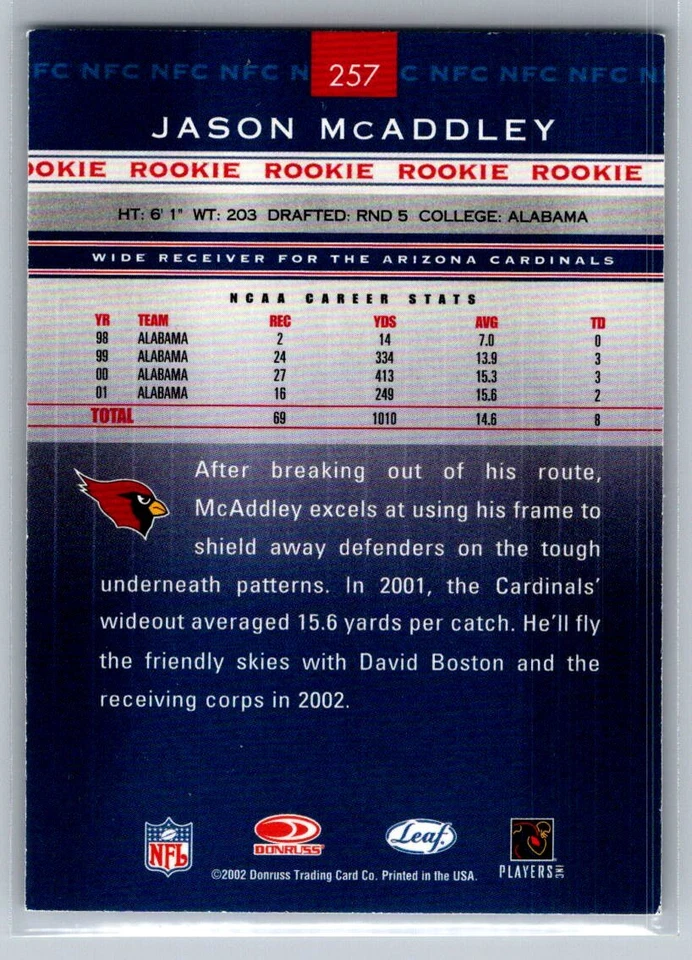 FC NFC NFC NFC N 257 C NFC NFC NFC N
JASON McADDLEY
OOKIE ROOKIE ROOKIE ROOKIE ROOKIE
HT: 6' 1" WT: 203 DRAFTED: RND 5 COLLEGE: ALABAMA
WIDE RECEIVER FOR THE ARIZONA CARDINALS
NCAA CAREER STATS
YR TEAM REC YDS AVG TD
98 ALABAMA 2 14 7.0 0
99 ALABAMA 24 334 13.9 3
00 ALABAMA 27 413 15.3 3
01 ALABAMA 16 249 15.6 2
TOTAL 69 1010 14.6 8
After breaking out of his route,
McAddley excels at using his frame to
shield away defenders on the tough
underneath patterns. In 2001, the Cardinals'
wideout averaged 15.6 yards per catch. He'll fly
the friendly skies with David Boston and the
receiving corps in 2002.
NFL DONRUSS Leaf PLAYERS INC
©2002 Donruss Trading Card Co. Printed in the USA.